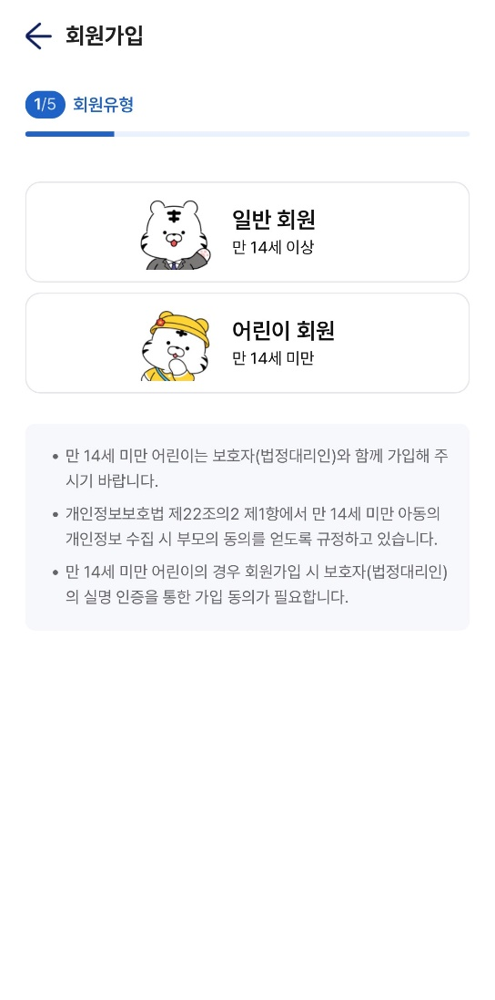 회원가입
1/5 회원유형
일반 회원
만 14세 이상
어린이 회원
만 14세 미만
• 만 14세 미만 어린이는 보호자(법정대리인)와 함께 가입해 주
시기 바랍니다.
• 개인정보보호법 제22조의2 제1항에서 만 14세 미만 아동의
개인정보 수집 시 부모의 동의를 얻도록 규정하고 있습니다.
• 만 14세 미만 어린이의 경우 회원가입 시 보호자(법정대리인)
의 실명 인증을 통한 가입 동의가 필요합니다.